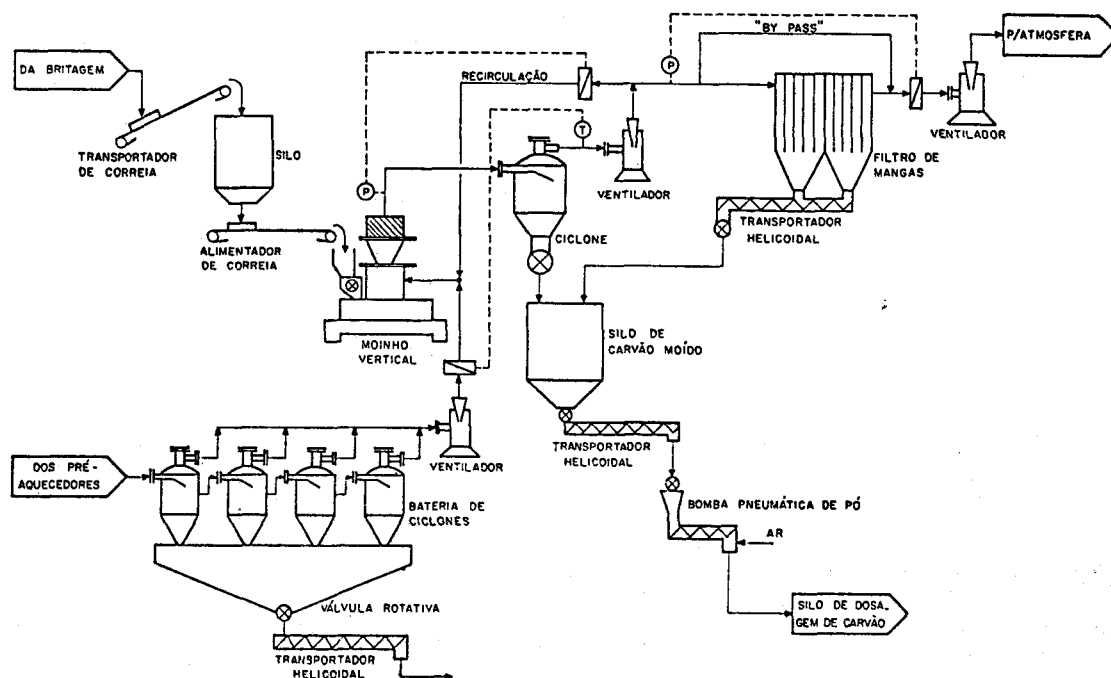 DA BRITAGEM
TRANSPORTADOR
DE CORREIA
SILO
ALIMENTADOR
DE CORREIA
MOINHO
VERTICAL
P
RECIRCULAÇÃO
T
P
"BY PASS"
P/ATMOSFERA
VENTILADOR
FILTRO DE
MANGAS
TRANSPORTADOR
HELICOIDAL
VENTILADOR
CICLONE
SILO DE
CARVÃO MOÍDO
TRANSPORTADOR
HELICOIDAL
BOMBA PNEUMÁTICA DE PÓ
AR
SILO DE DOSA-
GEM DE CARVÃO
VENTILADOR
DOS PRÉ-
AQUECEDORES
BATERIA DE
CICLONES
VÁLVULA ROTATIVA
TRANSPORTADOR
HELICOIDAL